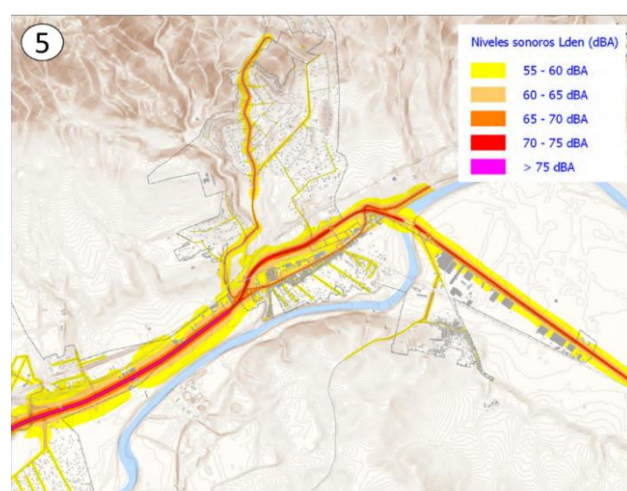 5
Niveles sonoros Lden (dBA)
55 - 60 dBA
60 - 65 dBA
65 - 70 dBA
70 - 75 dBA
> 75 dBA